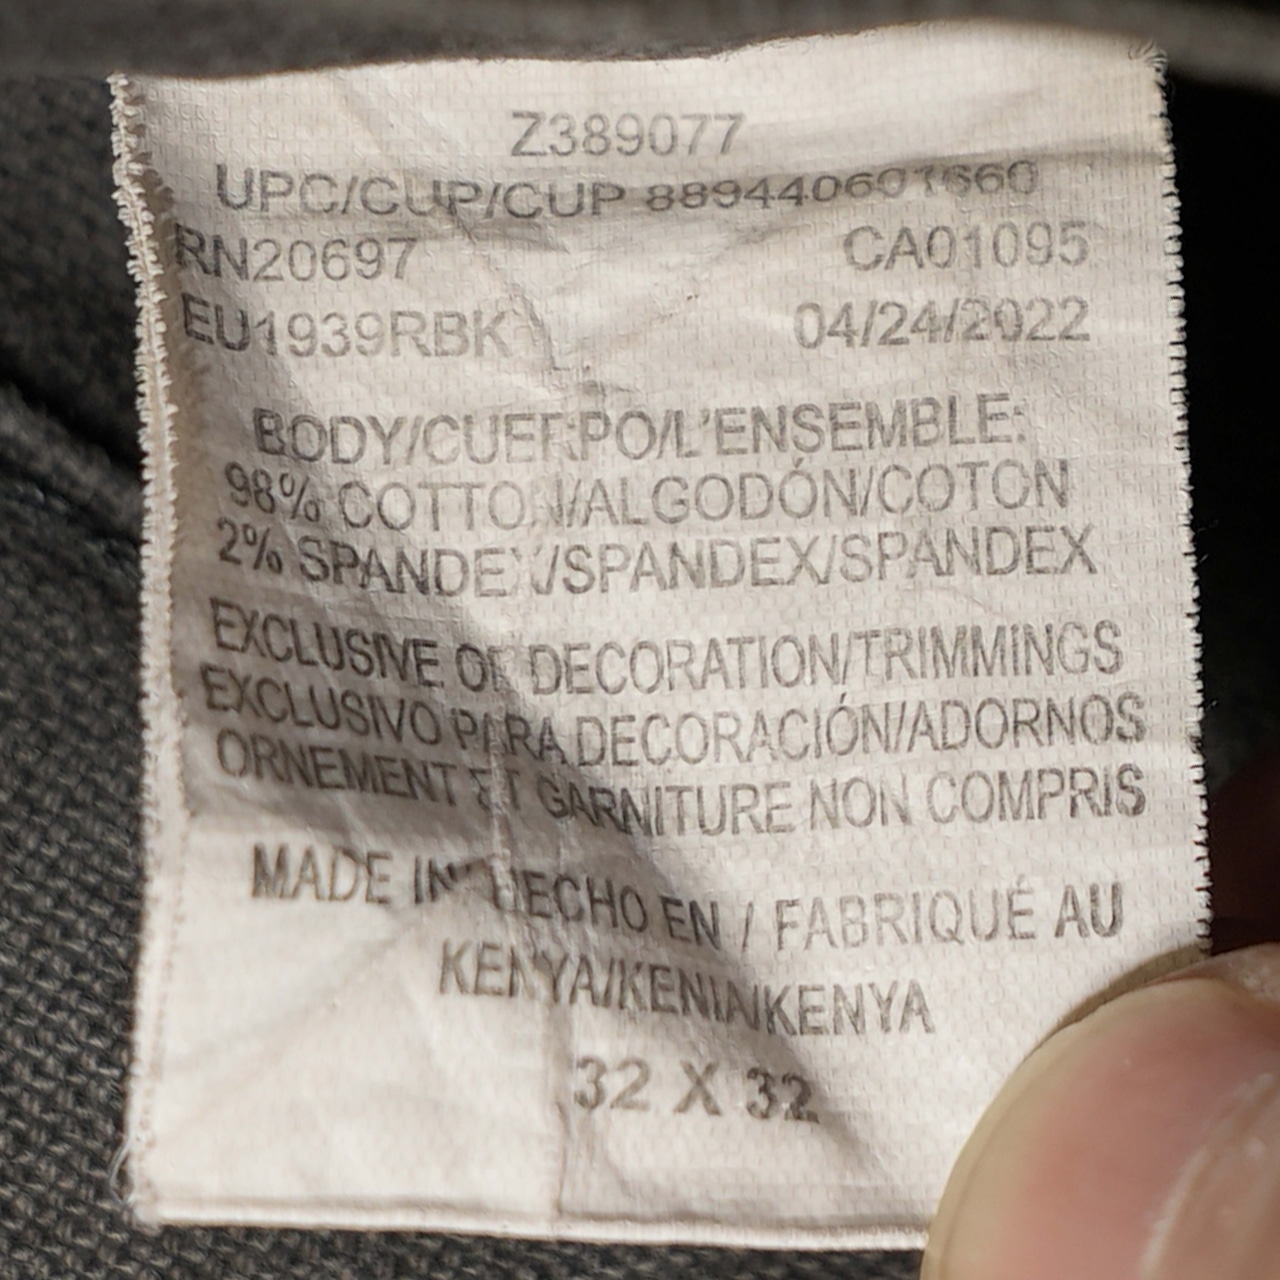 Z389077
UPC/CUP/CUP 889440601660
RN20697 CA01095
EU1939RBK 04/24/2022
BODY/CUERPO/L'ENSEMBLE:
98% COTTON/ALGODÓN/COTON
2% SPANDEX/SPANDEX/SPANDEX
EXCLUSIVE OF DECORATION/TRIMMINGS
EXCLUSIVO PARA DECORACIÓN/ADORNOS
ORNEMENT ET GARNITURE NON COMPRIS
MADE IN / HECHO EN / FABRIQUÉ AU
KENYA/KENIA/KENYA
32 X 32